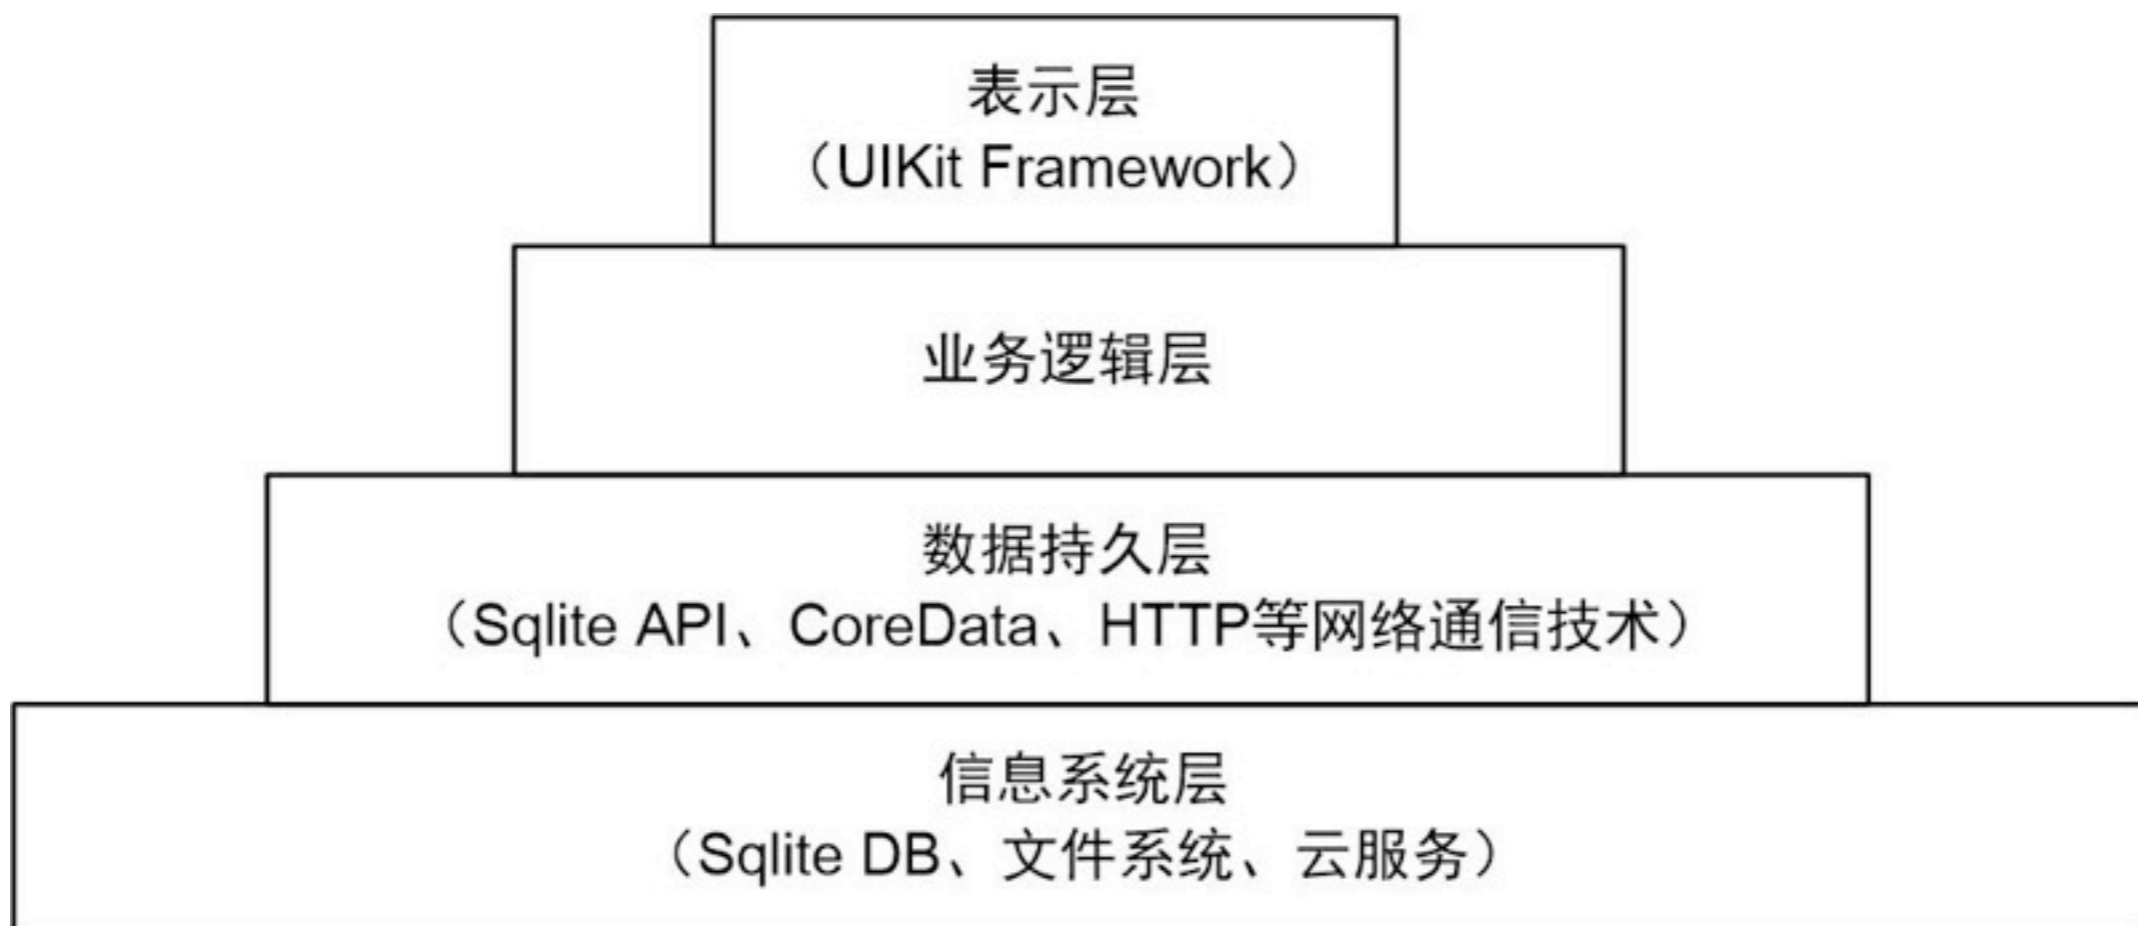 表示层
（UIKit Framework）
业务逻辑层
数据持久层
（Sqlite API、CoreData、HTTP等网络通信技术）
信息系统层
（Sqlite DB、文件系统、云服务）